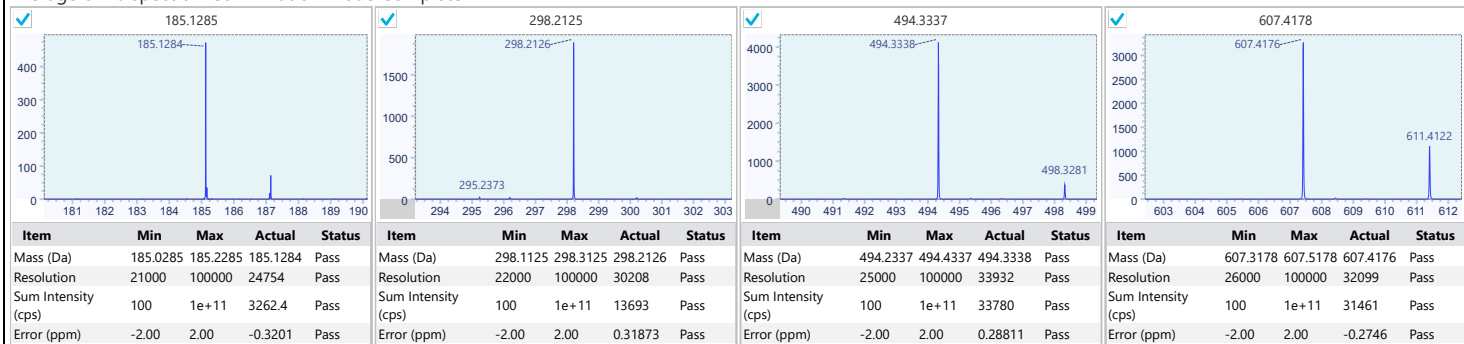 185.1285
185.1284
400
300
200
100
0
181 182 183 184 185 186 187 188 189 190
Item Min Max Actual Status
Mass (Da) 185.0285 185.2285 185.1284 Pass
Resolution 21000 100000 24754 Pass
Sum Intensity (cps) 100 1e+11 3262.4 Pass
Error (ppm) -2.00 2.00 -0.3201 Pass
298.2125
298.2126
295.2373
1500
1000
500
0
294 295 296 297 298 299 300 301 302 303
Item Min Max Actual Status
Mass (Da) 298.1125 298.3125 298.2126 Pass
Resolution 22000 100000 30208 Pass
Sum Intensity (cps) 100 1e+11 13693 Pass
Error (ppm) -2.00 2.00 0.31873 Pass
494.3337
494.3338
498.3281
4000
3000
2000
1000
0
490 491 492 493 494 495 496 497 498 499
Item Min Max Actual Status
Mass (Da) 494.2337 494.4337 494.3338 Pass
Resolution 25000 100000 33932 Pass
Sum Intensity (cps) 100 1e+11 33780 Pass
Error (ppm) -2.00 2.00 0.28811 Pass
607.4178
607.4176
611.4122
3000
2500
2000
1500
1000
500
0
603 604 605 606 607 608 609 610 611 612
Item Min Max Actual Status
Mass (Da) 607.3178 607.5178 607.4176 Pass
Resolution 26000 100000 32099 Pass
Sum Intensity (cps) 100 1e+11 31461 Pass
Error (ppm) -2.00 2.00 -0.2746 Pass